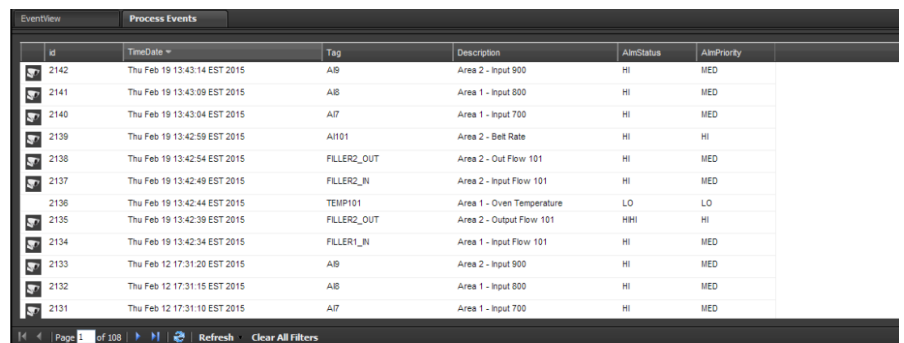 EventView Process Events
id TimeDate Tag Description AlmStatus AlmPriority
2142 Thu Feb 19 13:43:14 EST 2015 AI9 Area 2 - Input 900 HI MED
2141 Thu Feb 19 13:43:09 EST 2015 AI8 Area 1 - Input 800 HI MED
2140 Thu Feb 19 13:43:04 EST 2015 AI7 Area 1 - Input 700 HI MED
2139 Thu Feb 19 13:42:59 EST 2015 AI101 Area 2 - Belt Rate HI HI
2138 Thu Feb 19 13:42:54 EST 2015 FILLER2_OUT Area 2 - Out Flow 101 HI MED
2137 Thu Feb 19 13:42:49 EST 2015 FILLER2_IN Area 2 - Input Flow 101 HI MED
2136 Thu Feb 19 13:42:44 EST 2015 TEMP101 Area 1 - Oven Temperature LO LO
2135 Thu Feb 19 13:42:39 EST 2015 FILLER2_OUT Area 2 - Output Flow 101 HIHI HI
2134 Thu Feb 19 13:42:34 EST 2015 FILLER1_IN Area 1 - Input Flow 101 HI MED
2133 Thu Feb 12 17:31:20 EST 2015 AI9 Area 2 - Input 900 HI MED
2132 Thu Feb 12 17:31:15 EST 2015 AI8 Area 1 - Input 800 HI MED
2131 Thu Feb 12 17:31:10 EST 2015 AI7 Area 1 - Input 700 HI MED
Page 1 of 108 Refresh Clear All Filters